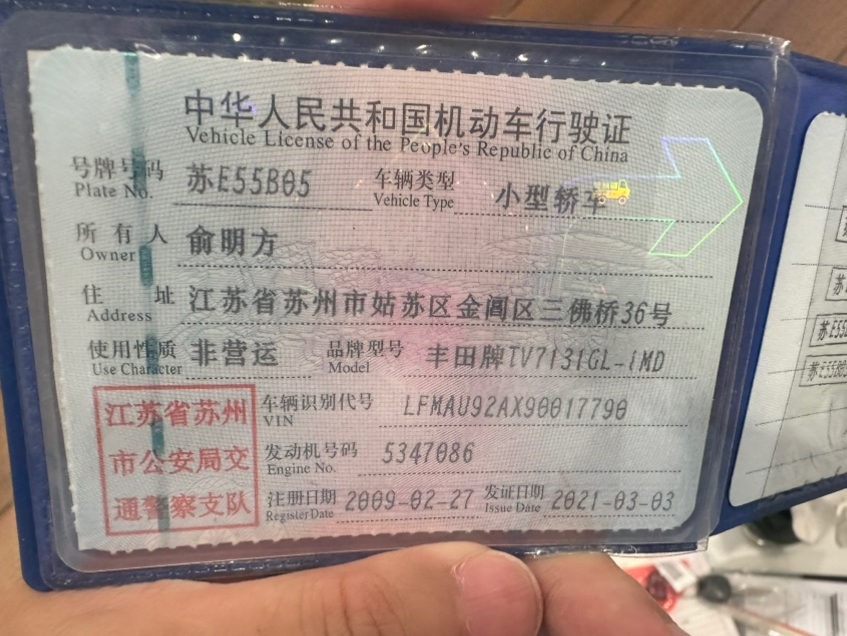 中华人民共和国机动车行驶证
Vehicle License of the People's Republic of China
号牌号码 苏E55B05 车辆类型 小型轿车
Plate No. Vehicle Type
所有人 俞明方
Owner
住址 江苏省苏州市姑苏区金阊区三佛桥36号
Address
使用性质 非营运 品牌型号 丰田牌TV7131GL-iMD
Use Character Model
江苏省苏州
市公安局交
通警察支队
车辆识别代号 LFMAU92AX90017790
VIN
发动机号码 5347086
Engine No.
注册日期 2009-02-27 发证日期 2021-03-03
Register Date Issue Date